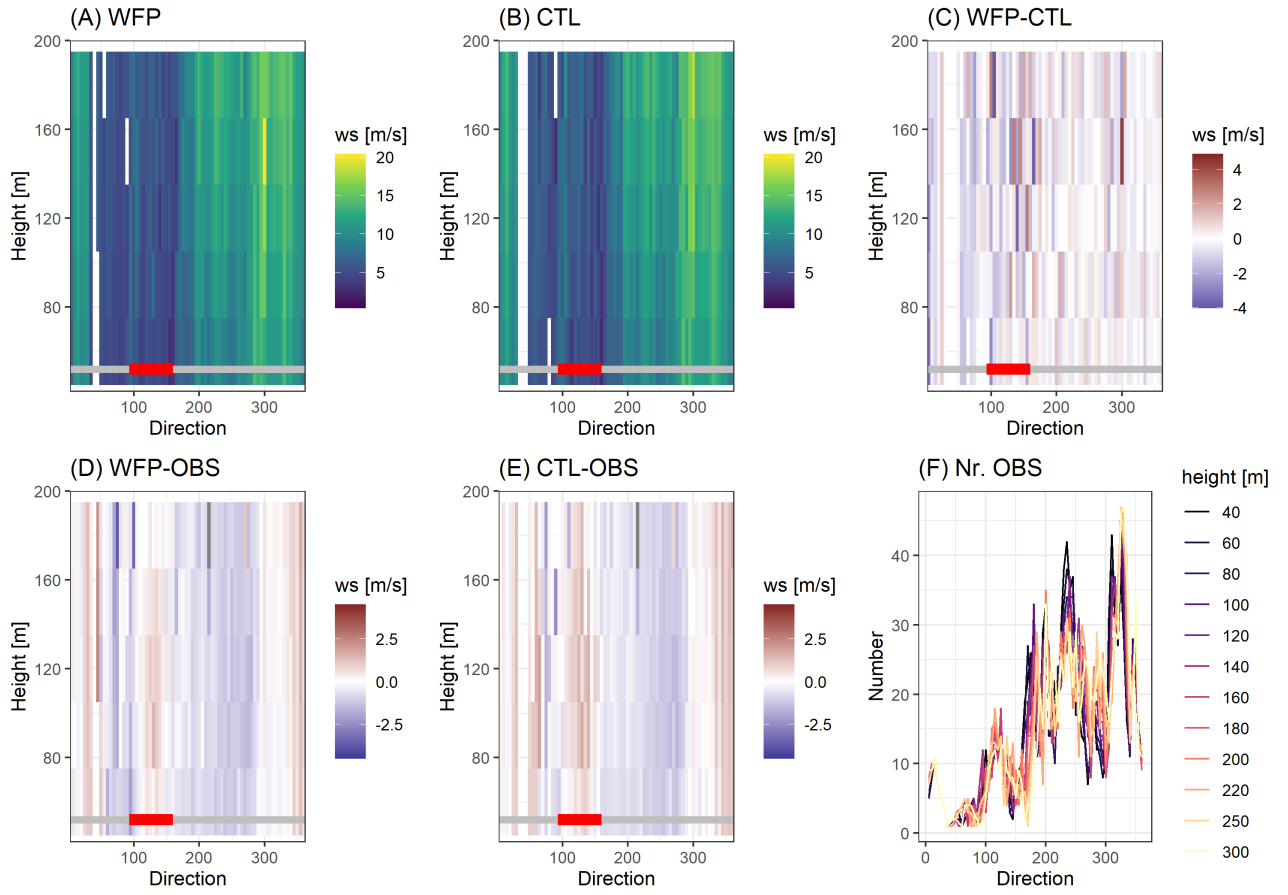 (A) WFP
(B) CTL
(C) WFP-CTL
200
160
120
80
Height [m]
100 200 300
Direction
ws [m/s]
20
15
10
5
200
160
120
80
Height [m]
100 200 300
Direction
ws [m/s]
20
15
10
5
200
160
120
80
Height [m]
100 200 300
Direction
ws [m/s]
4
2
0
-2
-4
(D) WFP-OBS
(E) CTL-OBS
(F) Nr. OBS
200
160
120
80
Height [m]
100 200 300
Direction
ws [m/s]
2.5
0.0
-2.5
200
160
120
80
Height [m]
100 200 300
Direction
ws [m/s]
2.5
0.0
-2.5
40
30
20
10
0
Number
0 100 200 300
Direction
height [m]
40
60
80
100
120
140
160
180
200
220
250
300